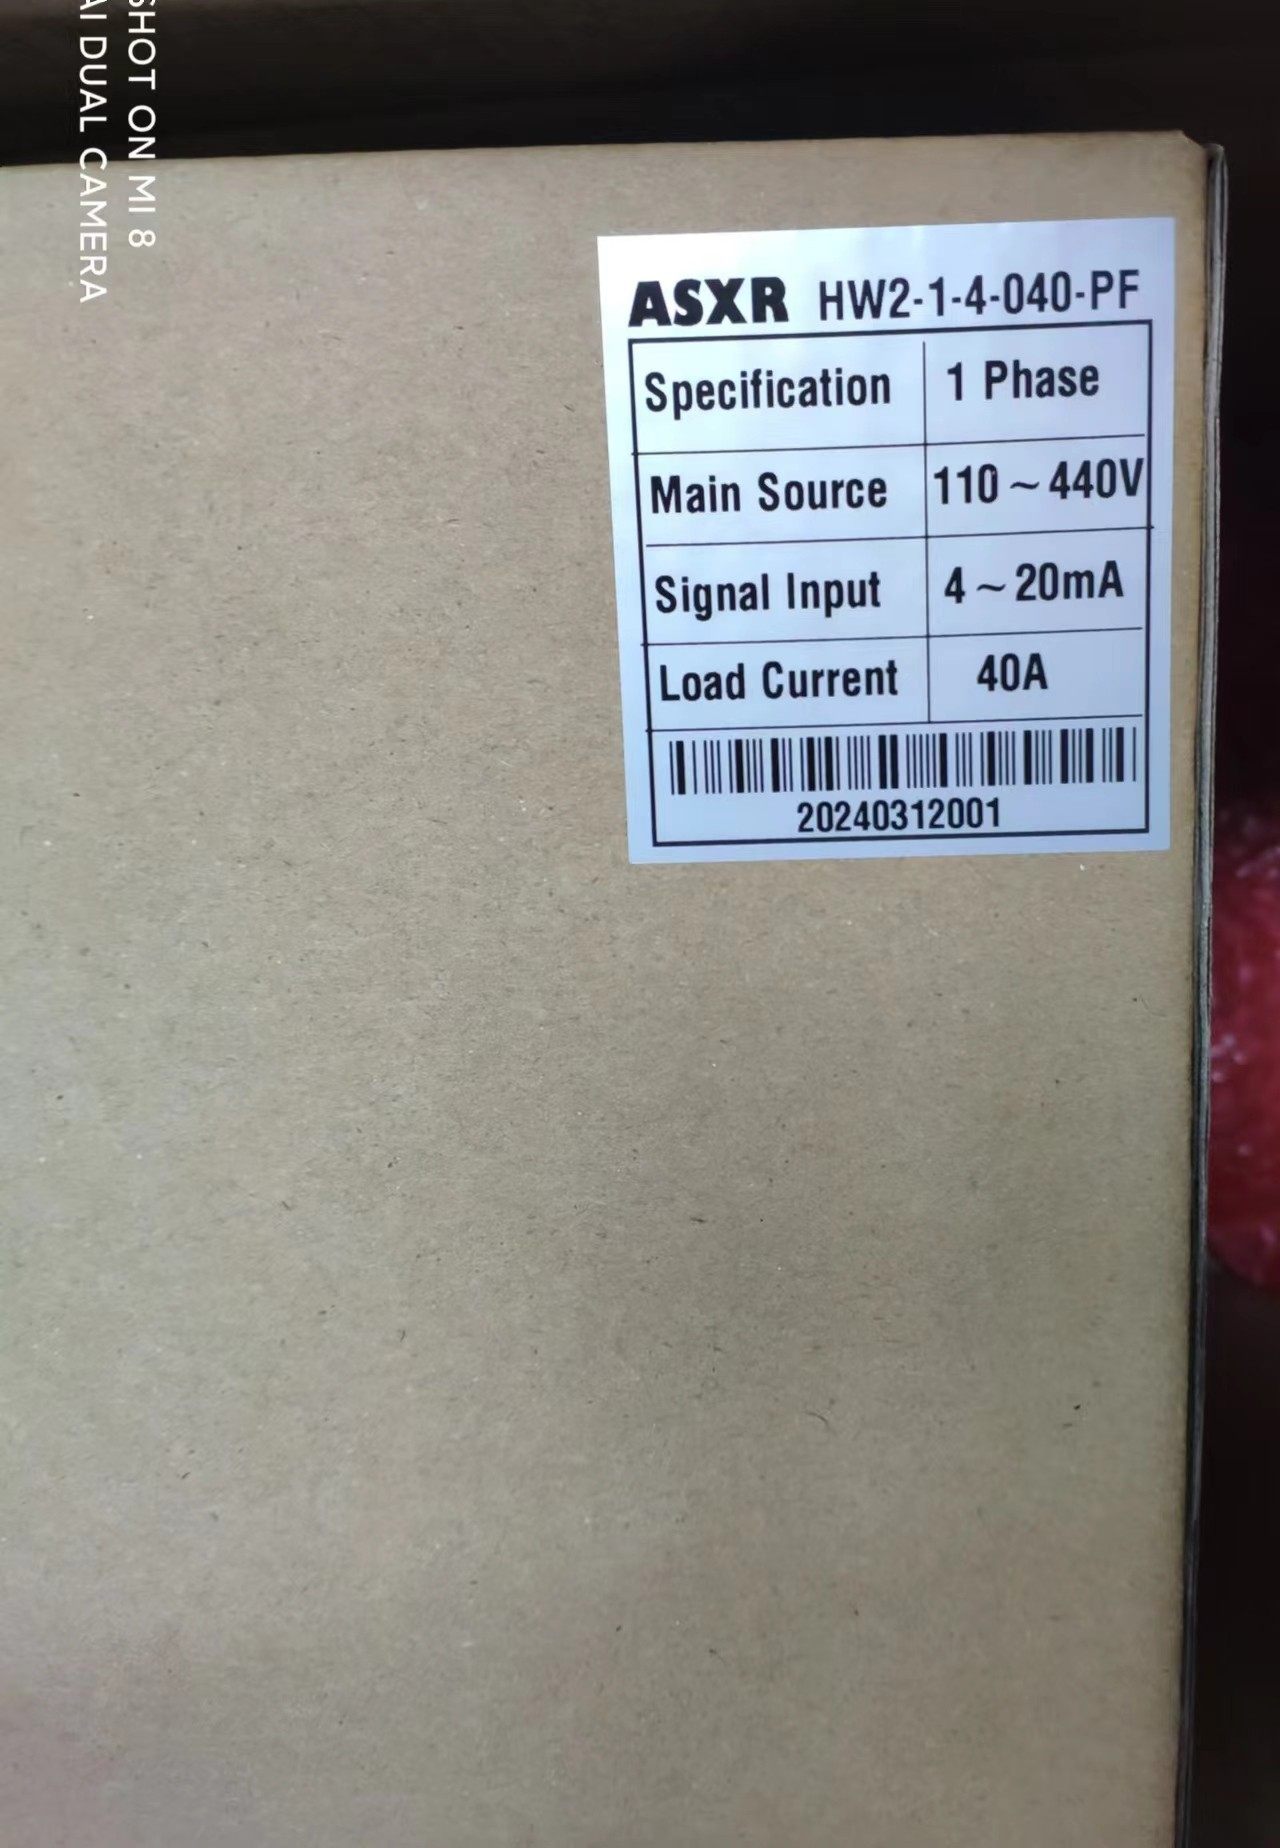 SHOT ON MI 8
AI DUAL CAMERA
ASXR HW2-1-4-040-PF
Specification 1 Phase
Main Source 110~440V
Signal Input 4~20mA
Load Current 40A
20240312001